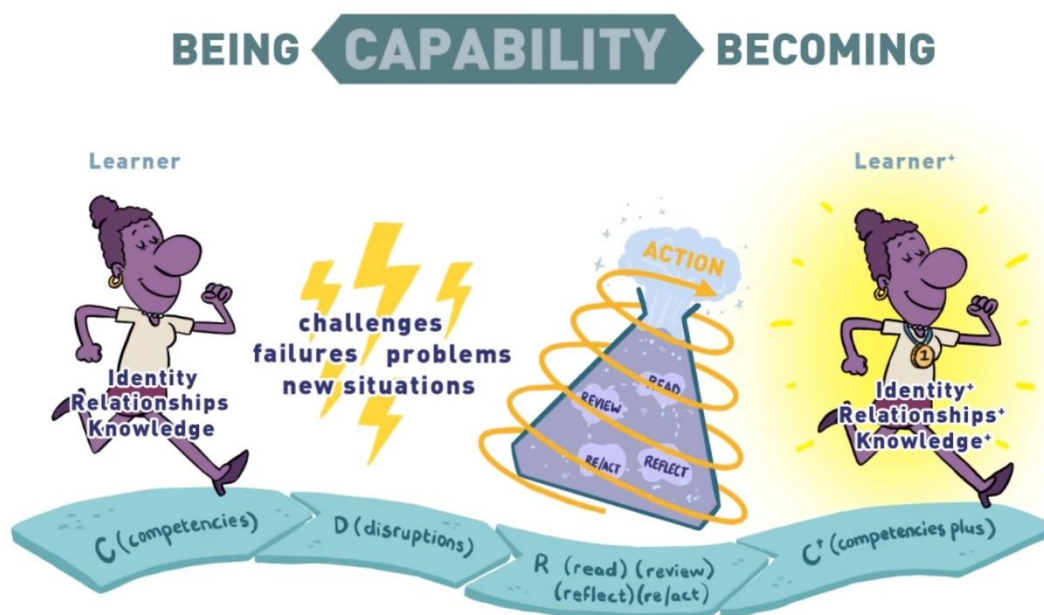 BEING CAPABILITY BECOMING
Learner
Learner⁺
ACTION
challenges
failures problems
new situations
Identity
Relationships
Knowledge
REVIEW
READ
RE/ACT
REFLECT
1
Identity⁺
Relationships⁺
Knowledge⁺
C (competencies)
D (disruptions)
R (read) (review)
(reflect) (re/act)
C⁺ (competencies plus)